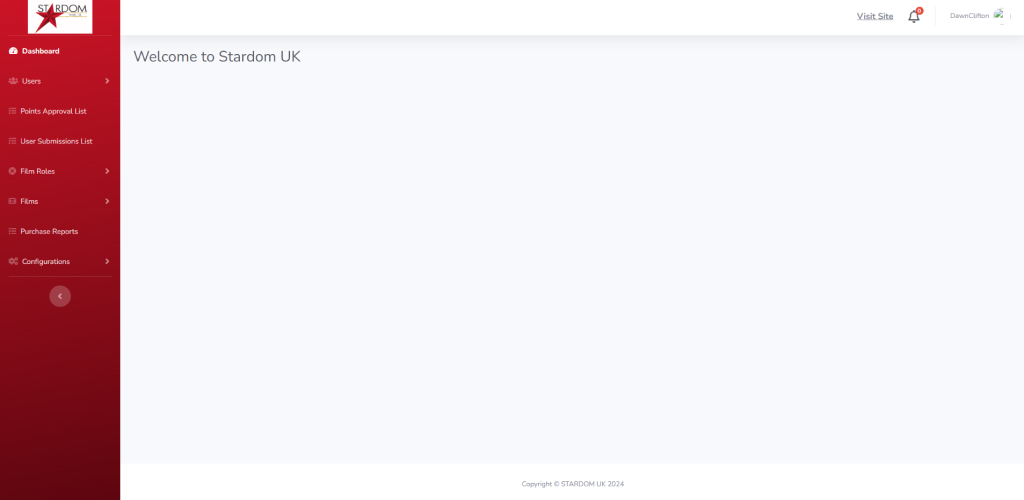 STARDOM
Visit Site
0
DawnClifton
Dashboard
Welcome to Stardom UK
Users
Points Approval List
User Submissions List
Film Roles
Films
Purchase Reports
Configurations
Copyright © STARDOM UK 2024